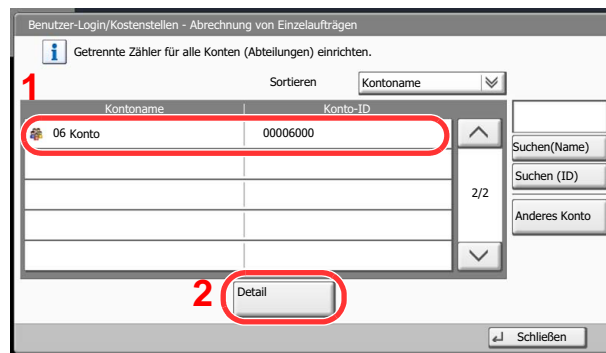 Benutzer-Login/Kostenstellen - Abrechnung von Einzelaufträgen
i Getrennte Zähler für alle Konten (Abteilungen) einrichten.
Sortieren Kontoname
1
Kontoname Konto-ID
06 Konto 00006000
Suchen(Name)
Suchen (ID)
2/2
Anderes Konto
2
Detail
Schließen